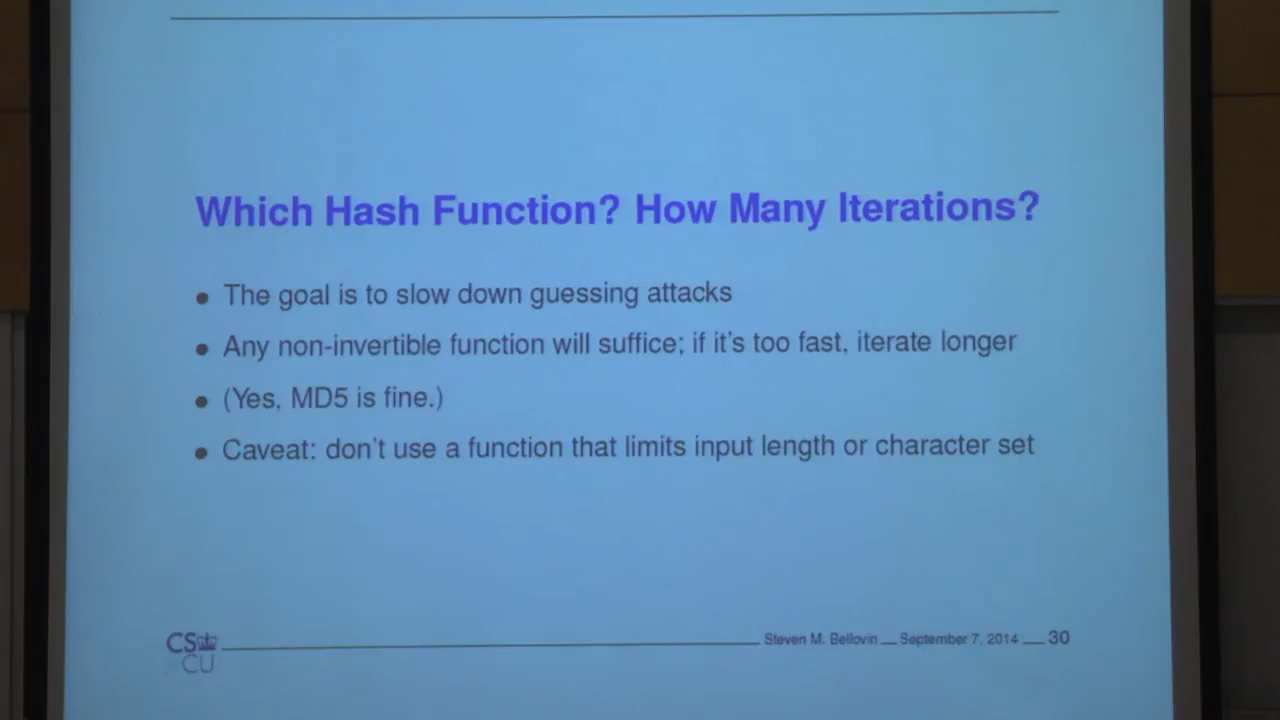 Which Hash Function? How Many Iterations?
• The goal is to slow down guessing attacks
• Any non-invertible function will suffice; if it's too fast, iterate longer
• (Yes, MD5 is fine.)
• Caveat: don't use a function that limits input length or character set
CS
CU
Steven M. Bellovin __ September 7, 2014 __ 30